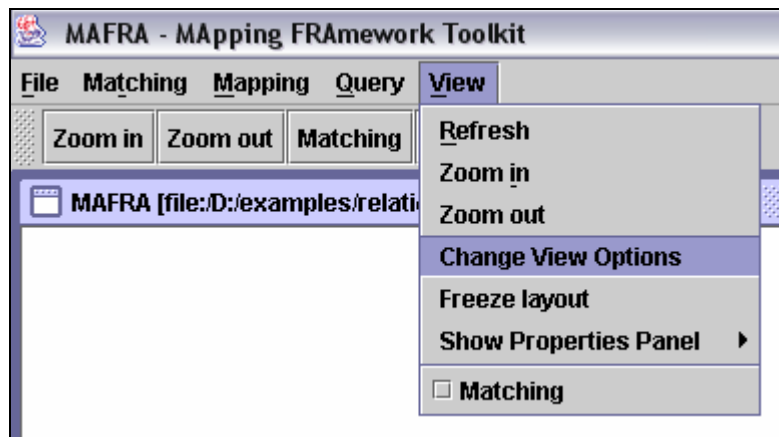 MAFRA - MApping FRAmework Toolkit
File Matching Mapping Query View
Zoom in Zoom out Matching
MAFRA [file:/D:/examples/relati
Refresh
Zoom in
Zoom out
Change View Options
Freeze layout
Show Properties Panel
Matching